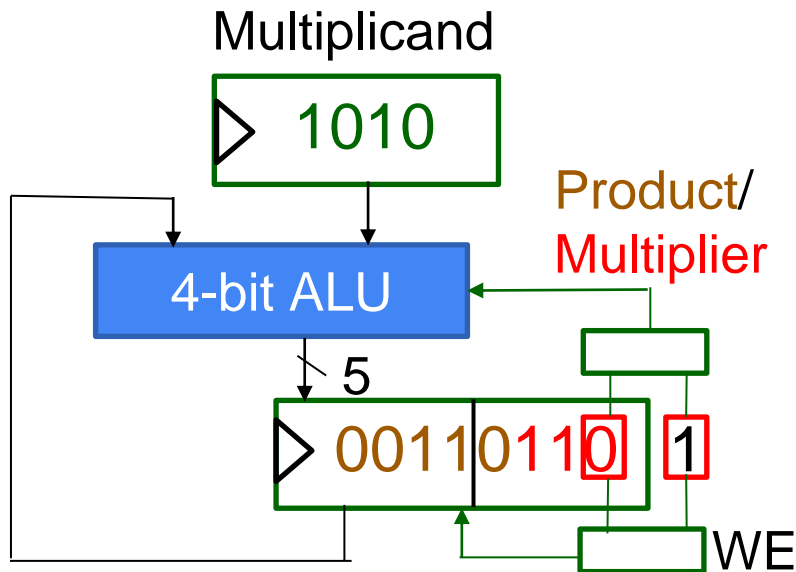 Multiplicand
1010
Product/
Multiplier
4-bit ALU
5
00110110 1
WE